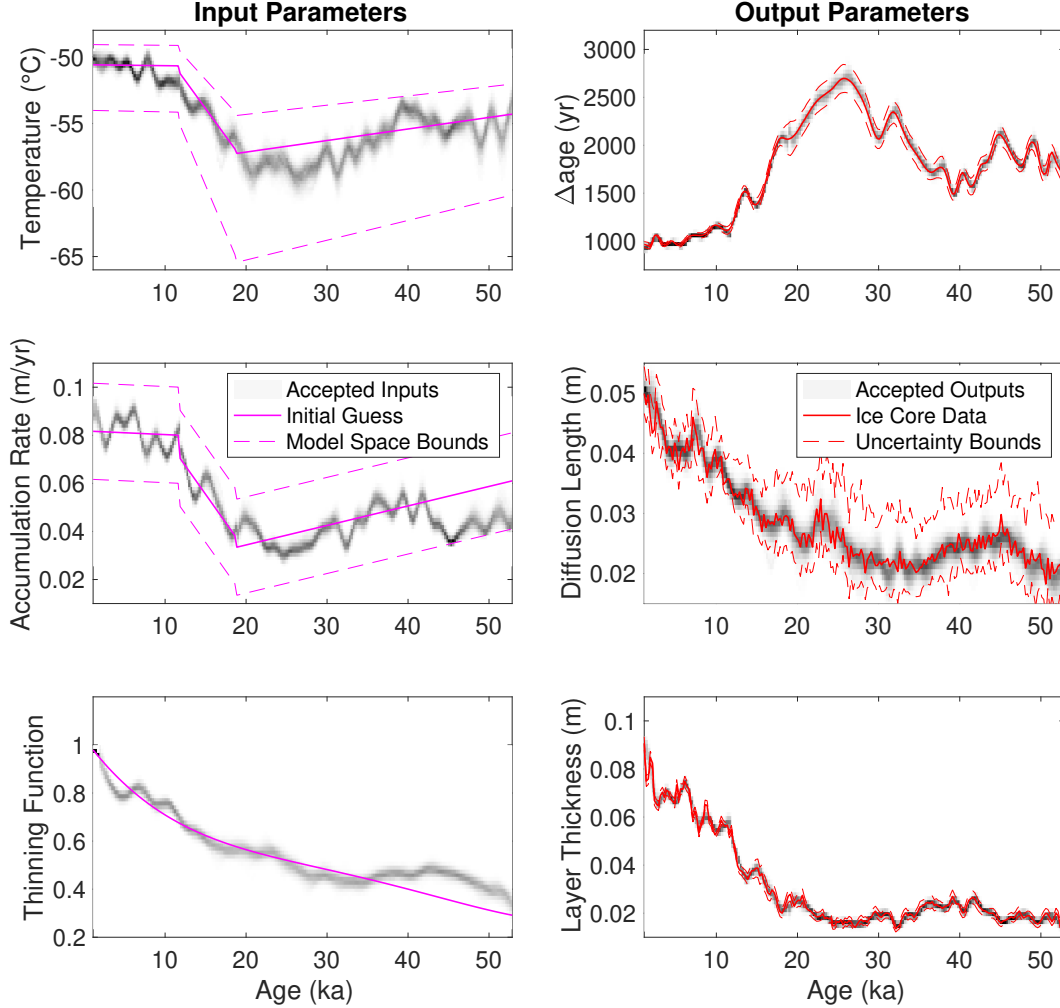 Input Parameters
Output Parameters
Temperature (°C)
-50
-55
-60
-65
10 20 30 40 50
Δage (yr)
3000
2500
2000
1500
1000
10 20 30 40 50
Accumulation Rate (m/yr)
0.1
0.08
0.06
0.04
0.02
Accepted Inputs
Initial Guess
Model Space Bounds
10 20 30 40 50
Diffusion Length (m)
0.05
0.04
0.03
0.02
Accepted Outputs
Ice Core Data
Uncertainty Bounds
10 20 30 40 50
Thinning Function
1
0.8
0.6
0.4
0.2
10 20 30 40 50
Age (ka)
Layer Thickness (m)
0.1
0.08
0.06
0.04
0.02
10 20 30 40 50
Age (ka)